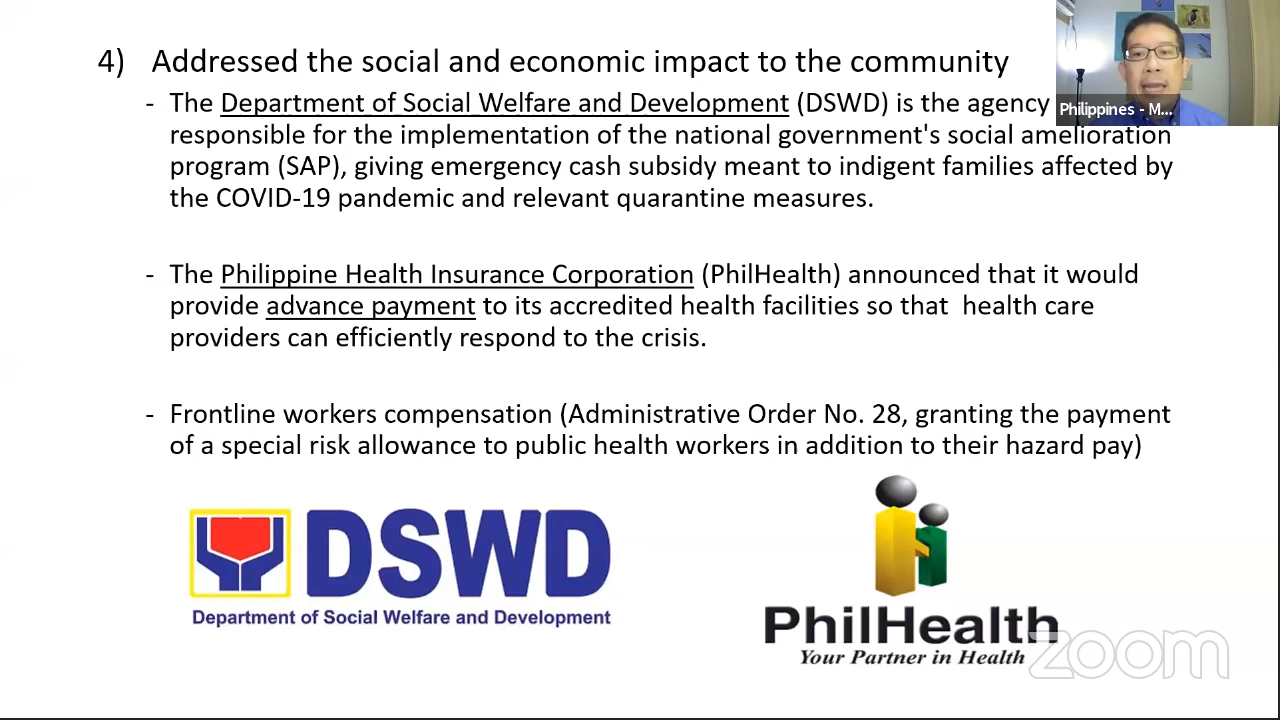 4) Addressed the social and economic impact to the community
- The Department of Social Welfare and Development (DSWD) is the agency
responsible for the implementation of the national government's social amelioration
program (SAP), giving emergency cash subsidy meant to indigent families affected by
the COVID-19 pandemic and relevant quarantine measures.
- The Philippine Health Insurance Corporation (PhilHealth) announced that it would
provide advance payment to its accredited health facilities so that health care
providers can efficiently respond to the crisis.
- Frontline workers compensation (Administrative Order No. 28, granting the payment
of a special risk allowance to public health workers in addition to their hazard pay)
Philippines - M...
DSWD
Department of Social Welfare and Development
PhilHealth
Your Partner in Health
zoom